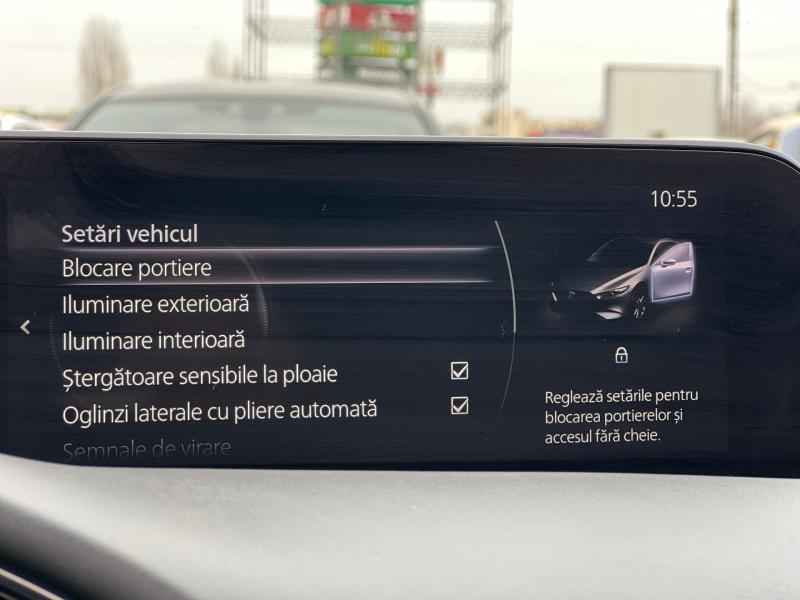 10:55
Setări vehicul
Blocare portiere
Iluminare exterioară
Iluminare interioară
Ștergătoare sensibile la ploaie
Oglinzi laterale cu pliere automată
Semnale de virare
Reglează setările pentru
blocarea portierelor și
accesul fără cheie.